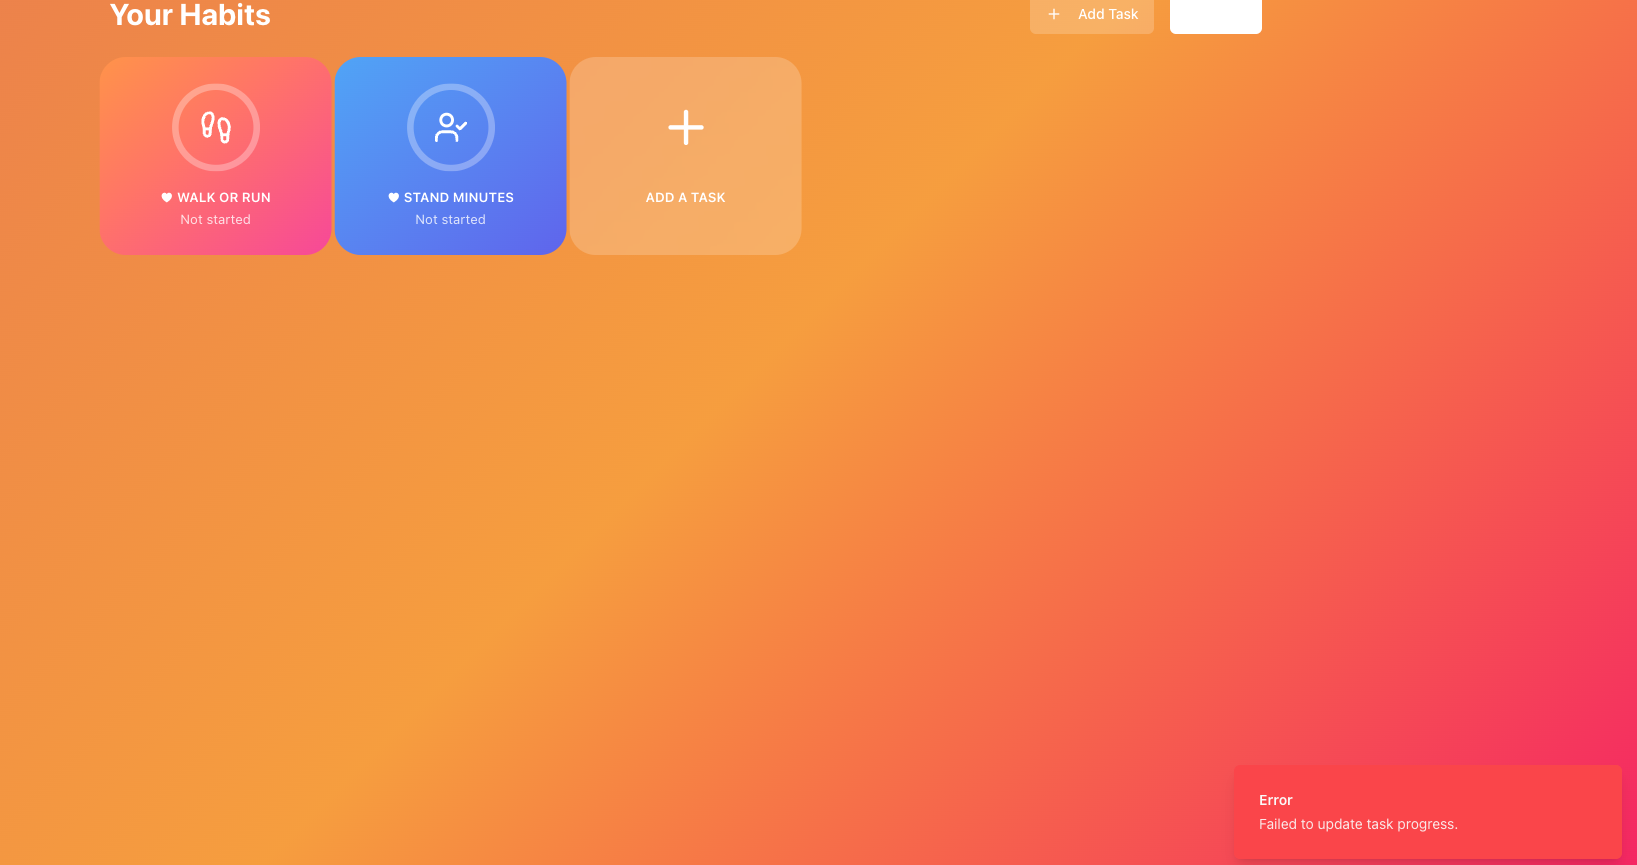 Your Habits
Add Task
WALK OR RUN
Not started
STAND MINUTES
Not started
ADD A TASK
Error
Failed to update task progress.